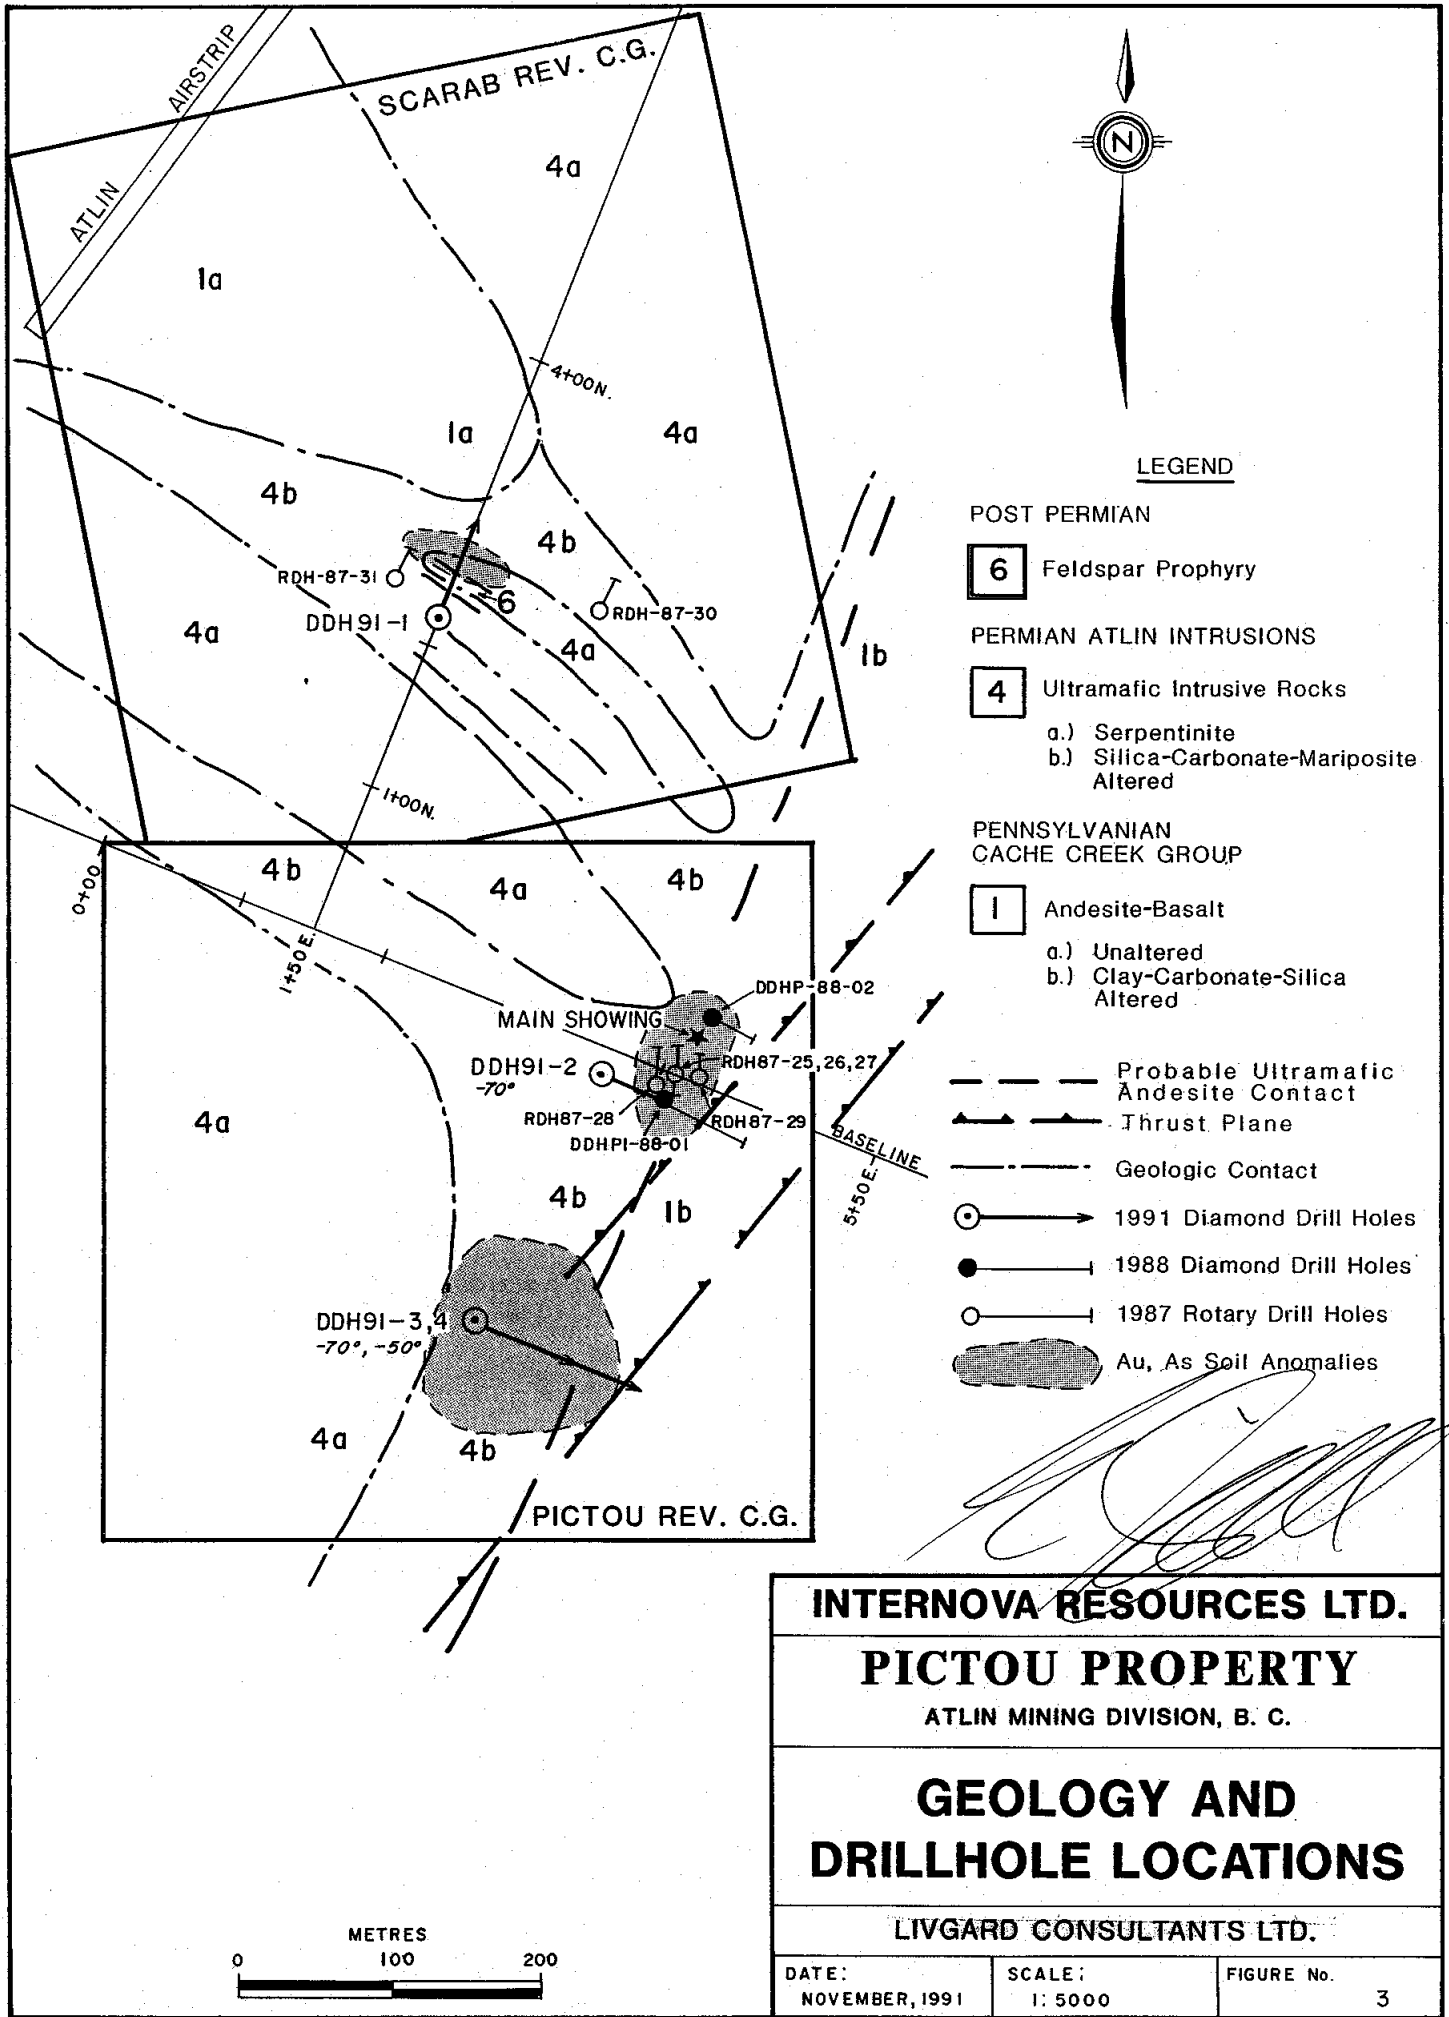 SCARAB REV. C.G.
AIRSTRIP
ATLIN
4a
1a
N
4+00N.
1a
4a
4b
4b
RDH-87-31
6
RDH-87-30
DDH91-1
4a
4a
1b
1+00N.
0+00
4b
4a
4b
1+50E.
DDHP-88-02
MAIN SHOWING
DDH91-2
-70°
RDH87-25,26,27
RDH87-28
RDH87-29
DDHP1-88-01
BASELINE
5+50E.
4a
4b
1b
DDH91-3,4
-70°, -50°
4a
4b
PICTOU REV. C.G.
LEGEND
POST PERMIAN
6 Feldspar Prophyry
PERMIAN ATLIN INTRUSIONS
4 Ultramafic Intrusive Rocks
a.) Serpentinite
b.) Silica-Carbonate-Mariposite
Altered
PENNSYLVANIAN
CACHE CREEK GROUP
1 Andesite-Basalt
a.) Unaltered
b.) Clay-Carbonate-Silica
Altered
Probable Ultramafic
Andesite Contact
Thrust Plane
Geologic Contact
1991 Diamond Drill Holes
1988 Diamond Drill Holes
1987 Rotary Drill Holes
Au, As Soil Anomalies
INTERNOVA RESOURCES LTD.
PICTOU PROPERTY
ATLIN MINING DIVISION, B. C.
GEOLOGY AND
DRILLHOLE LOCATIONS
LIVGARD CONSULTANTS LTD.
DATE:
NOVEMBER, 1991
SCALE:
1: 5000
FIGURE No.
3
METRES
0 100 200